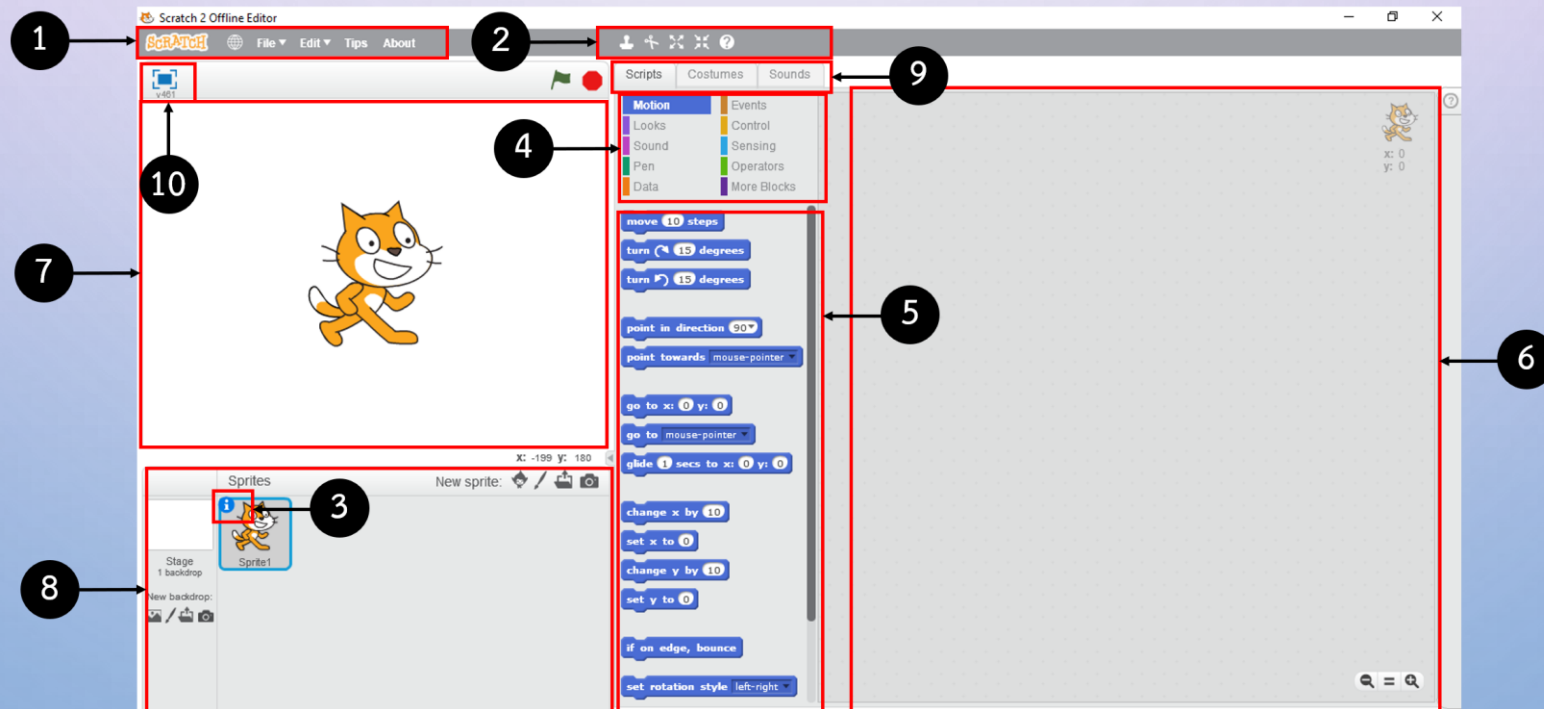 Scratch 2 Offline Editor
1
SCRATCH File Edit Tips About
2
v461
10
7
Scripts Costumes Sounds
9
Motion
Looks
Sound
Pen
Data
Events
Control
Sensing
Operators
More Blocks
4
move 10 steps
turn 15 degrees
turn 15 degrees
point in direction 90
point towards mouse-pointer
go to x: 0 y: 0
go to mouse-pointer
glide 1 secs to x: 0 y: 0
change x by 10
set x to 0
change y by 10
set y to 0
if on edge, bounce
set rotation style left-right
5
x: 0
y: 0
6
X: -199 Y: 180
Sprites New sprite:
3
Sprite1
Stage
1 backdrop
New backdrop:
8